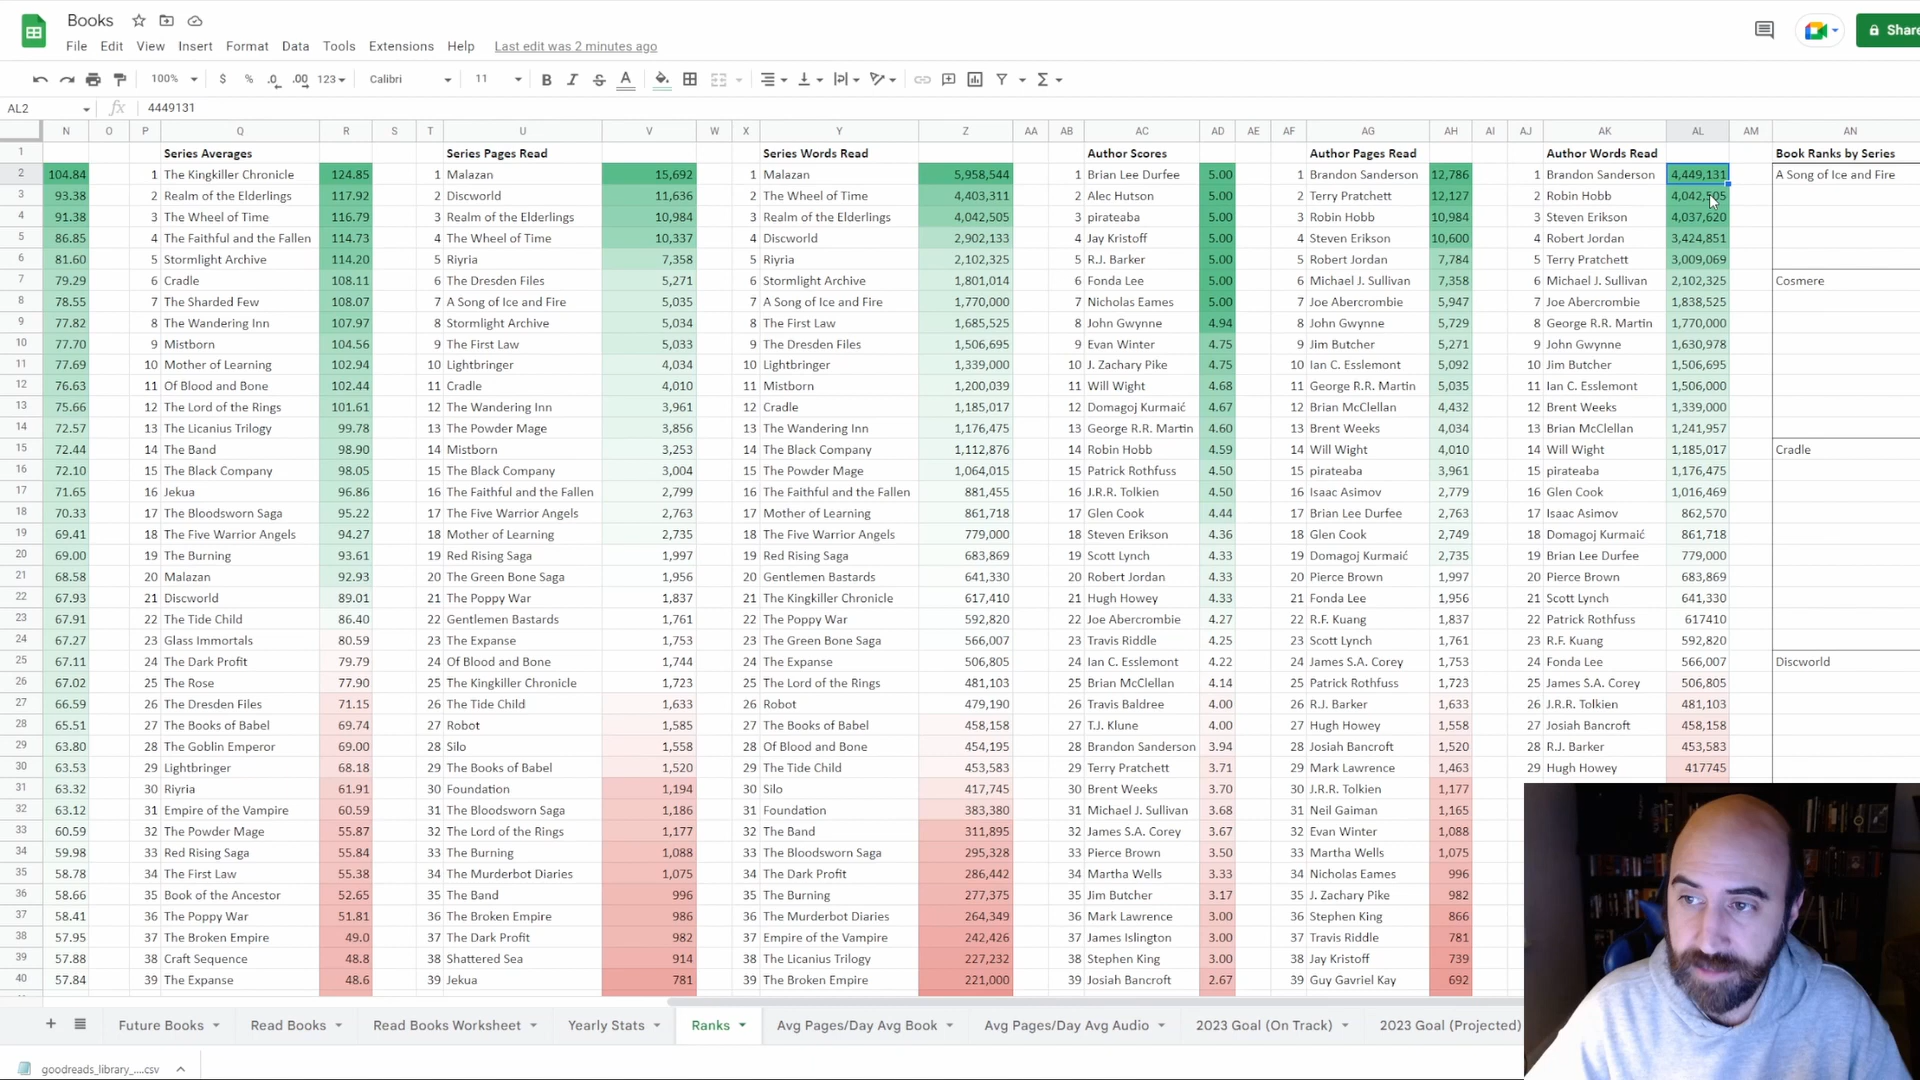 Books
File Edit View Insert Format Data Tools Extensions Help Last edit was 2 minutes ago
Share
100% $ % .0 .00 123 Calibri 11 B I S A
AL2 fx 4449131
N O P Q R S T U V W X Y Z AA AB AC AD AE AF AG AH AI AJ AK AL AM AN
1 Series Averages Series Pages Read Series Words Read Author Scores Author Pages Read Author Words Read Book Ranks by Series
2 104.84 1 The Kingkiller Chronicle 124.85 1 Malazan 15,692 1 Malazan 5,958,544 1 Brian Lee Durfee 5.00 1 Brandon Sanderson 12,786 1 Brandon Sanderson 4,449,131 A Song of Ice and Fire
3 93.38 2 Realm of the Elderlings 117.92 2 Discworld 11,636 2 The Wheel of Time 4,403,311 2 Alec Hutson 5.00 2 Terry Pratchett 12,127 2 Robin Hobb 4,042,505
4 91.38 3 The Wheel of Time 116.79 3 Realm of the Elderlings 10,984 3 Realm of the Elderlings 4,042,505 3 pirateaba 5.00 3 Robin Hobb 10,984 3 Steven Erikson 4,037,620
5 86.85 4 The Faithful and the Fallen 114.73 4 The Wheel of Time 10,337 4 Discworld 2,902,133 4 Jay Kristoff 5.00 4 Steven Erikson 10,600 4 Robert Jordan 3,424,851
6 81.60 5 Stormlight Archive 114.20 5 Riyria 7,358 5 Riyria 2,102,325 5 R.J. Barker 5.00 5 Robert Jordan 7,784 5 Terry Pratchett 3,009,069
7 79.29 6 Cradle 108.11 6 The Dresden Files 5,271 6 Stormlight Archive 1,801,014 6 Fonda Lee 5.00 6 Michael J. Sullivan 7,358 6 Michael J. Sullivan 2,102,325 Cosmere
8 78.55 7 The Sharded Few 108.07 7 A Song of Ice and Fire 5,035 7 A Song of Ice and Fire 1,770,000 7 Nicholas Eames 5.00 7 Joe Abercrombie 5,947 7 Joe Abercrombie 1,838,525
9 77.82 8 The Wandering Inn 107.97 8 Stormlight Archive 5,034 8 The First Law 1,685,525 8 John Gwynne 4.94 8 John Gwynne 5,729 8 George R.R. Martin 1,770,000
10 77.70 9 Mistborn 104.56 9 The First Law 5,033 9 The Dresden Files 1,506,695 9 Evan Winter 4.75 9 Jim Butcher 5,271 9 John Gwynne 1,630,978
11 77.69 10 Mother of Learning 102.94 10 Lightbringer 4,034 10 Lightbringer 1,339,000 10 J. Zachary Pike 4.75 10 Ian C. Esslemont 5,092 10 Jim Butcher 1,506,695
12 76.63 11 Of Blood and Bone 102.44 11 Cradle 4,010 11 Mistborn 1,200,039 11 Will Wight 4.68 11 George R.R. Martin 5,035 11 Ian C. Esslemont 1,506,000
13 75.66 12 The Lord of the Rings 101.61 12 The Wandering Inn 3,961 12 Cradle 1,185,017 12 Domagoj Kurmaić 4.67 12 Brian McClellan 4,432 12 Brent Weeks 1,339,000
14 72.57 13 The Licanius Trilogy 99.78 13 The Powder Mage 3,856 13 The Wandering Inn 1,176,475 13 George R.R. Martin 4.60 13 Brent Weeks 4,034 13 Brian McClellan 1,241,957
15 72.44 14 The Band 98.90 14 Mistborn 3,253 14 The Black Company 1,112,876 14 Robin Hobb 4.59 14 Will Wight 4,010 14 Will Wight 1,185,017 Cradle
16 72.10 15 The Black Company 98.05 15 The Black Company 3,004 15 The Powder Mage 1,064,015 15 Patrick Rothfuss 4.50 15 pirateaba 3,961 15 pirateaba 1,176,475
17 71.65 16 Jekua 96.86 16 The Faithful and the Fallen 2,799 16 The Faithful and the Fallen 881,455 16 J.R.R. Tolkien 4.50 16 Isaac Asimov 2,779 16 Glen Cook 1,016,469
18 70.33 17 The Bloodsworn Saga 95.22 17 The Five Warrior Angels 2,763 17 Mother of Learning 861,718 17 Glen Cook 4.44 17 Brian Lee Durfee 2,763 17 Isaac Asimov 862,570
19 69.41 18 The Five Warrior Angels 94.27 18 Mother of Learning 2,735 18 The Five Warrior Angels 779,000 18 Steven Erikson 4.36 18 Glen Cook 2,749 18 Domagoj Kurmaić 861,718
20 69.00 19 The Burning 93.61 19 Red Rising Saga 1,997 19 Red Rising Saga 683,869 19 Scott Lynch 4.33 19 Domagoj Kurmaić 2,735 19 Brian Lee Durfee 779,000
21 68.58 20 Malazan 92.93 20 The Green Bone Saga 1,956 20 Gentlemen Bastards 641,330 20 Robert Jordan 4.33 20 Pierce Brown 1,997 20 Pierce Brown 683,869
22 67.93 21 Discworld 89.01 21 The Poppy War 1,837 21 The Kingkiller Chronicle 617,410 21 Hugh Howey 4.33 21 Fonda Lee 1,956 21 Scott Lynch 641,330
23 67.91 22 The Tide Child 86.40 22 Gentlemen Bastards 1,761 22 The Poppy War 592,820 22 Joe Abercrombie 4.27 22 R.F. Kuang 1,837 22 Patrick Rothfuss 617410
24 67.27 23 Glass Immortals 80.59 23 The Expanse 1,753 23 The Green Bone Saga 566,007 23 Travis Riddle 4.25 23 Scott Lynch 1,761 23 R.F. Kuang 592,820
25 67.11 24 The Dark Profit 79.79 24 Of Blood and Bone 1,744 24 The Expanse 506,805 24 Ian C. Esslemont 4.22 24 James S.A. Corey 1,753 24 Fonda Lee 566,007 Discworld
26 67.02 25 The Rose 77.90 25 The Kingkiller Chronicle 1,723 25 The Lord of the Rings 481,103 25 Brian McClellan 4.14 25 Patrick Rothfuss 1,723 25 James S.A. Corey 506,805
27 66.59 26 The Dresden Files 71.15 26 The Tide Child 1,633 26 Robot 479,190 26 Travis Baldree 4.00 26 R.J. Barker 1,633 26 J.R.R. Tolkien 481,103
28 65.51 27 The Books of Babel 69.74 27 Robot 1,585 27 The Books of Babel 458,158 27 T.J. Klune 4.00 27 Hugh Howey 1,558 27 Josiah Bancroft 458,158
29 63.80 28 The Goblin Emperor 69.00 28 Silo 1,558 28 Of Blood and Bone 454,195 28 Brandon Sanderson 3.94 28 Josiah Bancroft 1,520 28 R.J. Barker 453,583
30 63.53 29 Lightbringer 68.18 29 The Books of Babel 1,520 29 The Tide Child 453,583 29 Terry Pratchett 3.71 29 Mark Lawrence 1,463 29 Hugh Howey 417745
31 63.32 30 Riyria 61.91 30 Foundation 1,194 30 Silo 417,745 30 Brent Weeks 3.70 30 J.R.R. Tolkien 1,177
32 63.12 31 Empire of the Vampire 60.59 31 The Bloodsworn Saga 1,186 31 Foundation 383,380 31 Michael J. Sullivan 3.68 31 Neil Gaiman 1,165
33 60.59 32 The Powder Mage 55.87 32 The Lord of the Rings 1,177 32 The Band 311,895 32 James S.A. Corey 3.67 32 Evan Winter 1,088
34 59.98 33 Red Rising Saga 55.84 33 The Burning 1,088 33 The Bloodsworn Saga 295,328 33 Pierce Brown 3.50 33 Martha Wells 1,075
35 58.78 34 The First Law 55.38 34 The Murderbot Diaries 1,075 34 The Dark Profit 286,442 34 Martha Wells 3.33 34 Nicholas Eames 996
36 58.66 35 Book of the Ancestor 52.65 35 The Band 996 35 The Burning 277,375 35 Jim Butcher 3.17 35 J. Zachary Pike 982
37 58.41 36 The Poppy War 51.81 36 The Broken Empire 986 36 The Murderbot Diaries 264,349 36 Mark Lawrence 3.00 36 Stephen King 866
38 57.95 37 The Broken Empire 49.0 37 The Dark Profit 982 37 Empire of the Vampire 242,426 37 James Islington 3.00 37 Travis Riddle 781
39 57.88 38 Craft Sequence 48.8 38 Shattered Sea 914 38 The Licanius Trilogy 227,232 38 Stephen King 3.00 38 Jay Kristoff 739
40 57.84 39 The Expanse 48.6 39 Jekua 781 39 The Broken Empire 221,000 39 Josiah Bancroft 2.67 39 Guy Gavriel Kay 692
+ Future Books Read Books Read Books Worksheet Yearly Stats Ranks Avg Pages/Day Avg Book Avg Pages/Day Avg Audio 2023 Goal (On Track) 2023 Goal (Projected)
goodreads_library_....csv